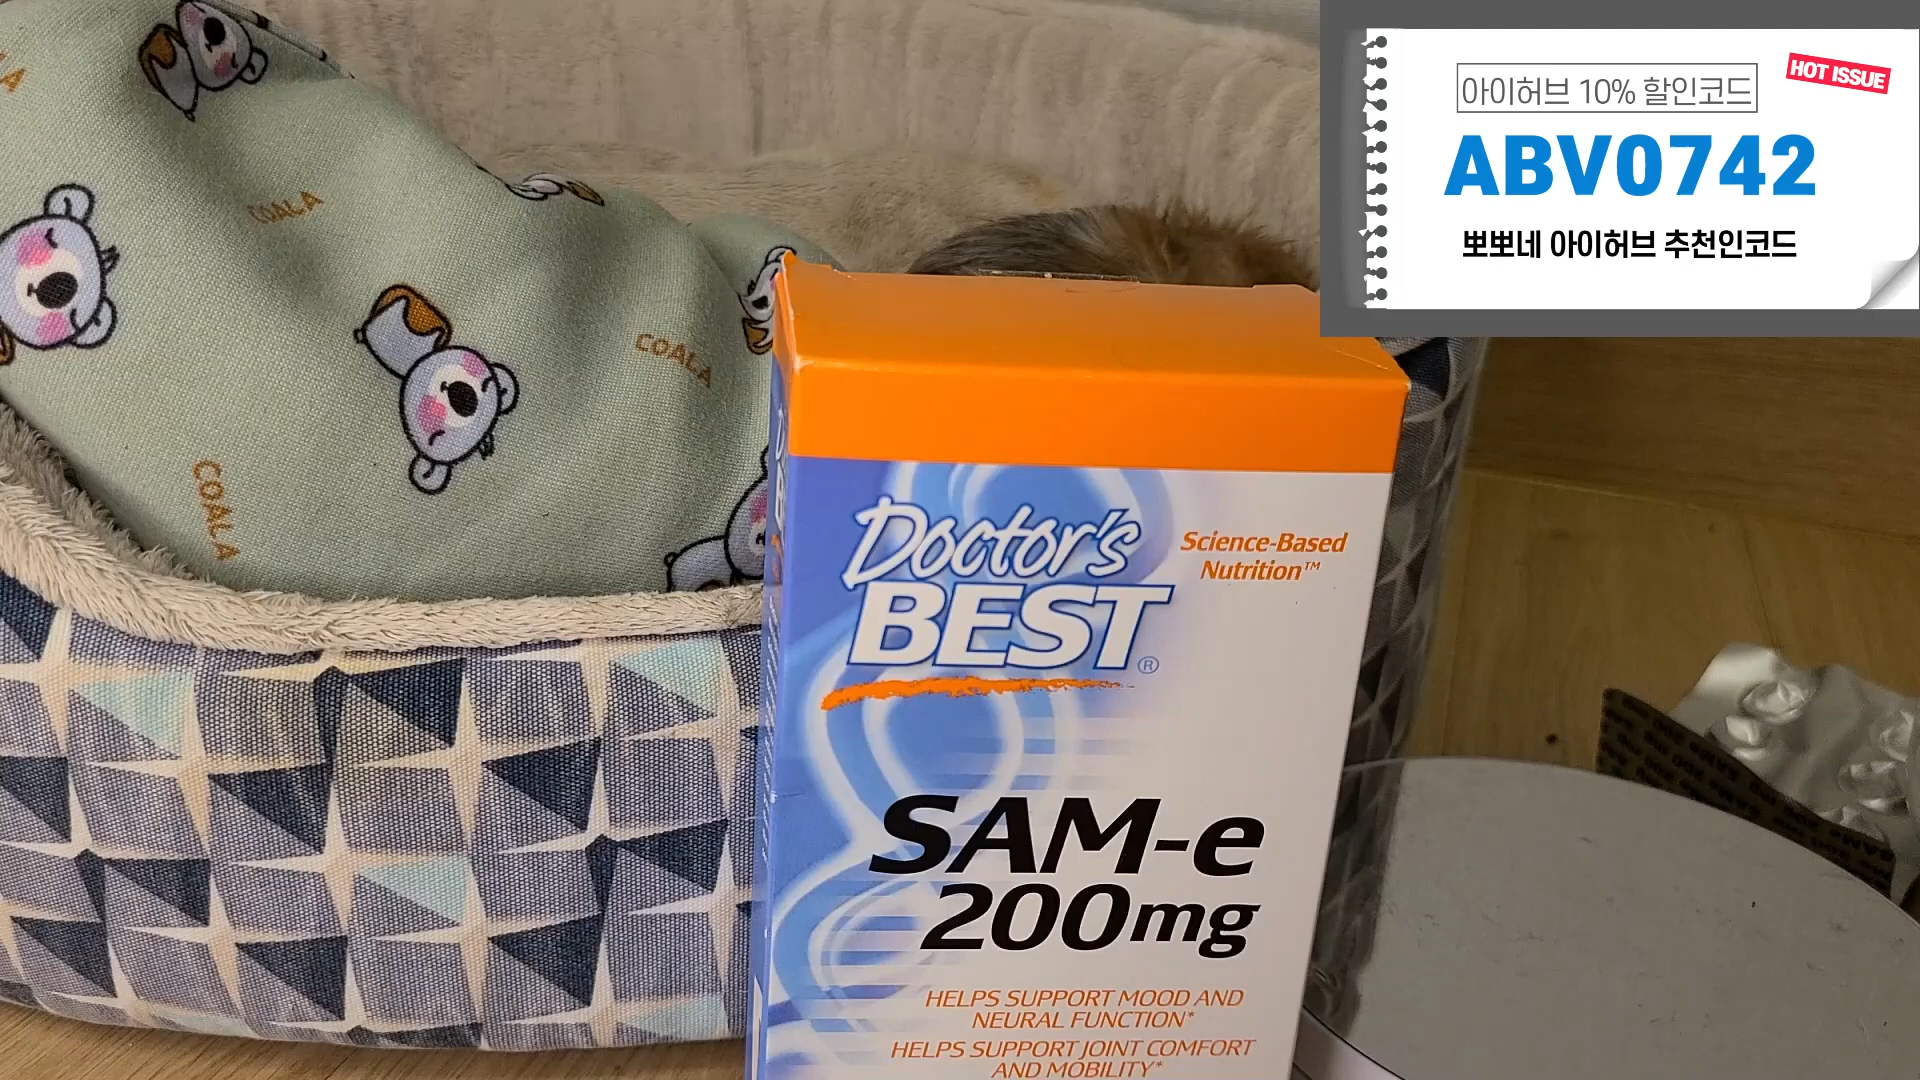 아이허브 10% 할인코드
HOT ISSUE
ABV0742
뽀뽀네 아이허브 추천인코드
COALA
COALA
COALA
Doctor's
BEST®
Science-Based
Nutrition™
SAM-e
200mg
HELPS SUPPORT MOOD AND
NEURAL FUNCTION*
HELPS SUPPORT JOINT COMFORT
AND MOBILITY*